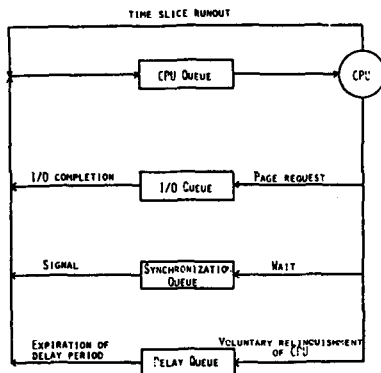 TIME SLICE RUNOUT
CPU QUEUE
CPU
I/O COMPLETION
I/O QUEUE
PAGE REQUEST
SIGNAL
SYNCHRONIZATION
QUEUE
WAIT
EXPIRATION OF
DELAY PERIOD
DELAY QUEUE
VOLUNTARY RELINQUISHMENT
OF CPU